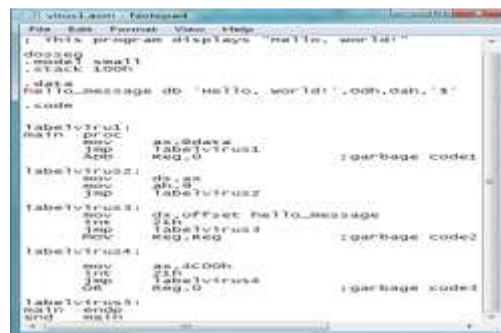 virus1.asm - Notepad
File Edit Format View Help
; This program displays "Hello, world!"
dosseg
.model small
.stack 100h
.data
hello_message db 'Hello, world!',0dh,0ah,'$'
.code
labelviru1:
main proc
mov ax,@data
jmp labelvirus1
Add Reg,0 ;garbage code1
labelvirus2:
mov ds,ax
mov ah,9
jmp labelvirus2
labelvirus3:
mov dx,offset hello_message
int 21h
jmp labelvirus3
Mov Reg,Reg ;garbage code2
labelvirus4:
mov ax,4C00h
int 21h
jmp labelvirus4
OR Reg,0 ;garbage code3
labelvirus5:
main endp
end main